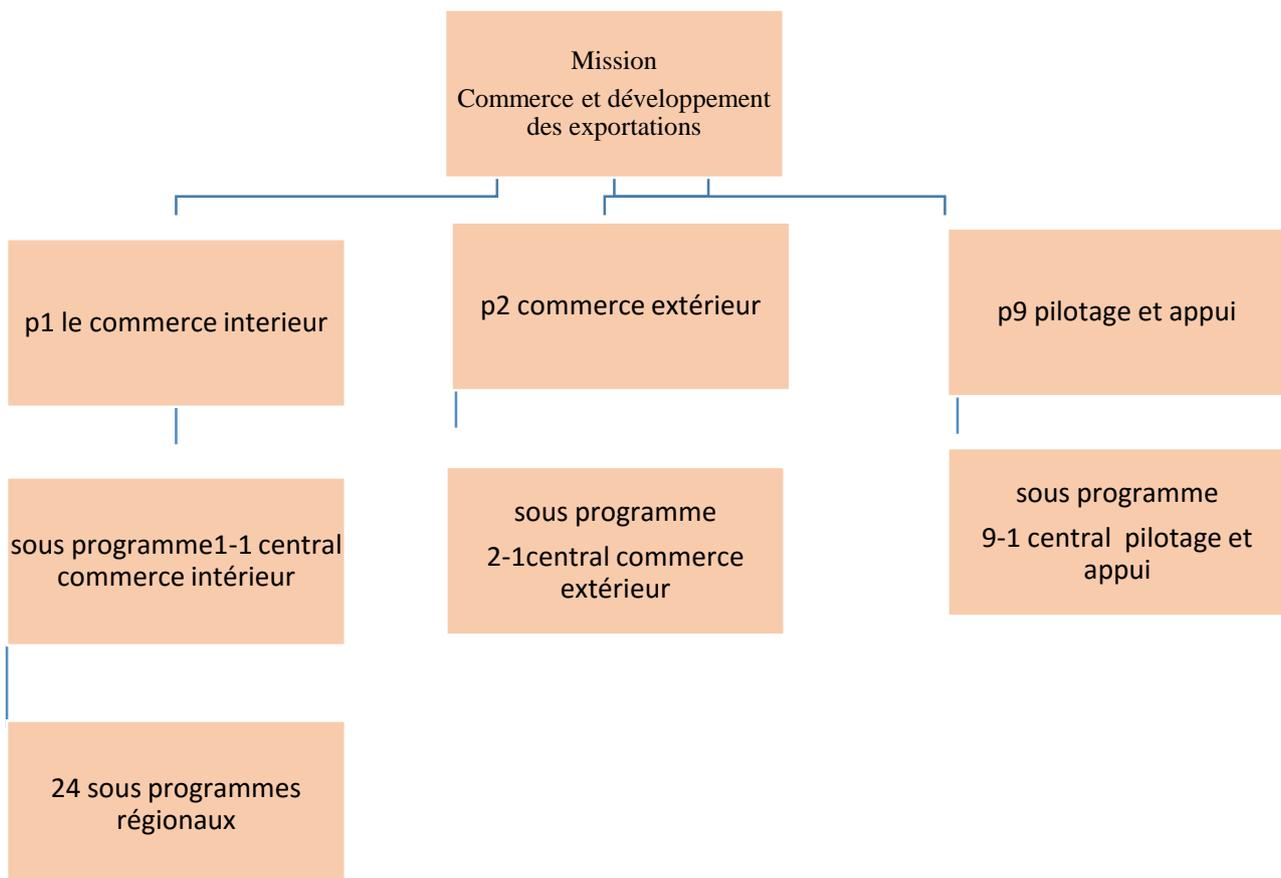 Mission
Commerce et développement
des exportations
p1 le commerce interieur
p2 commerce extérieur
p9 pilotage et appui
sous programme1-1 central
commerce intérieur
sous programme
2-1central commerce
extérieur
sous programme
9-1 central  pilotage et
appui
24 sous programmes
régionaux